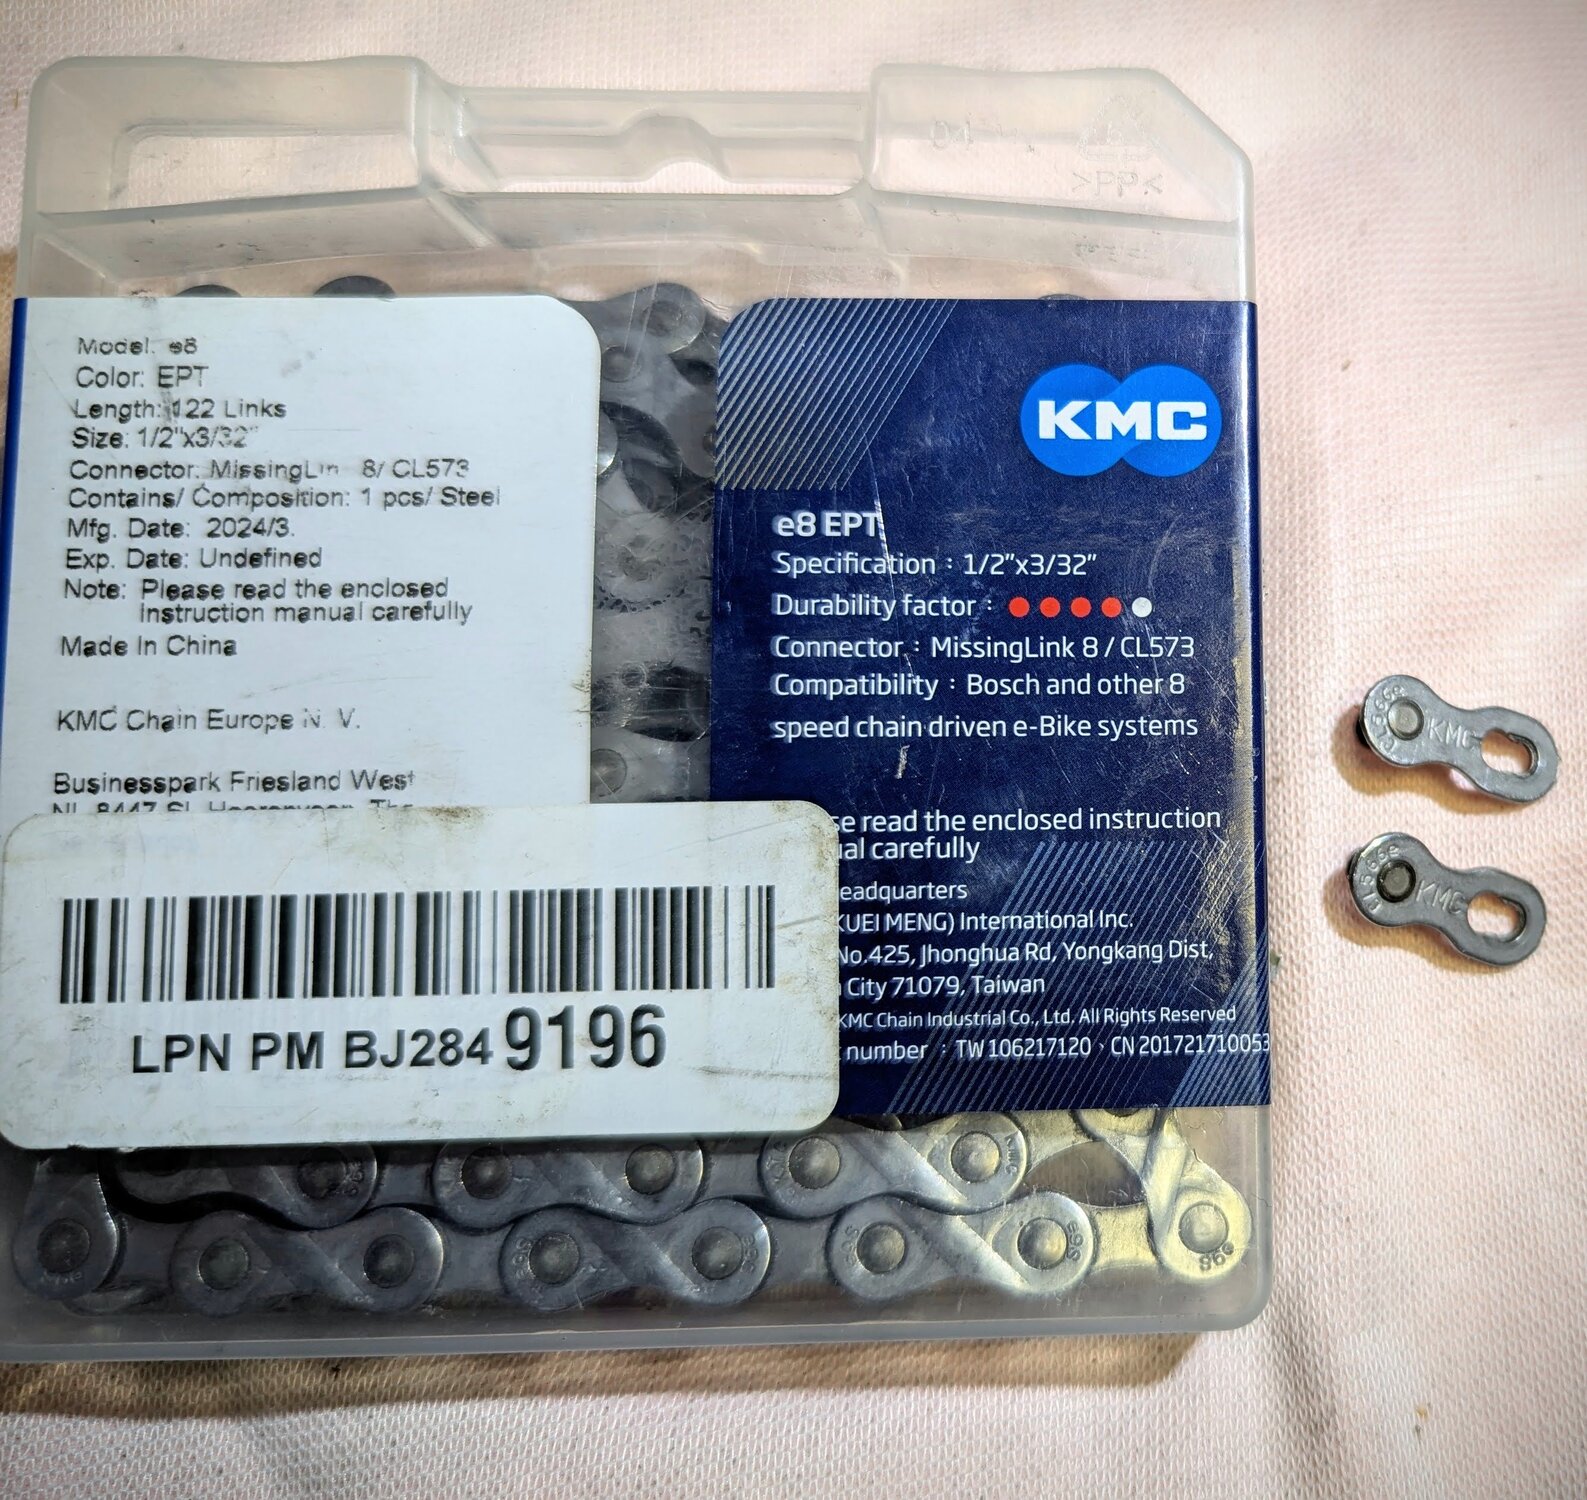 >PP<
Model: e8
Color: EPT
Length: 122 Links
Size: 1/2"x3/32"
Connector: MissingLin 8/ CL573
Contains/ Composition: 1 pcs/ Steel
Mfg. Date: 2024/3.
Exp. Date: Undefined
Note: Please read the enclosed
Instruction manual carefully
Made In China
KMC Chain Europe N. V.
Businesspark Friesland West
LPN PM BJ2849196
KMC
e8 EPT
Specification : 1/2"x3/32"
Durability factor :
Connector : MissingLink 8 / CL573
Compatibility : Bosch and other 8
speed chain driven e-Bike systems
se read the enclosed instruction
ual carefully
eadquarters
KUEI MENG) International Inc.
No.425, Jhonghua Rd, Yongkang Dist,
City 71079, Taiwan
KMC Chain Industrial Co., Ltd. All Rights Reserved
number : TW 106217120、CN 201721710053
KMC
KMC